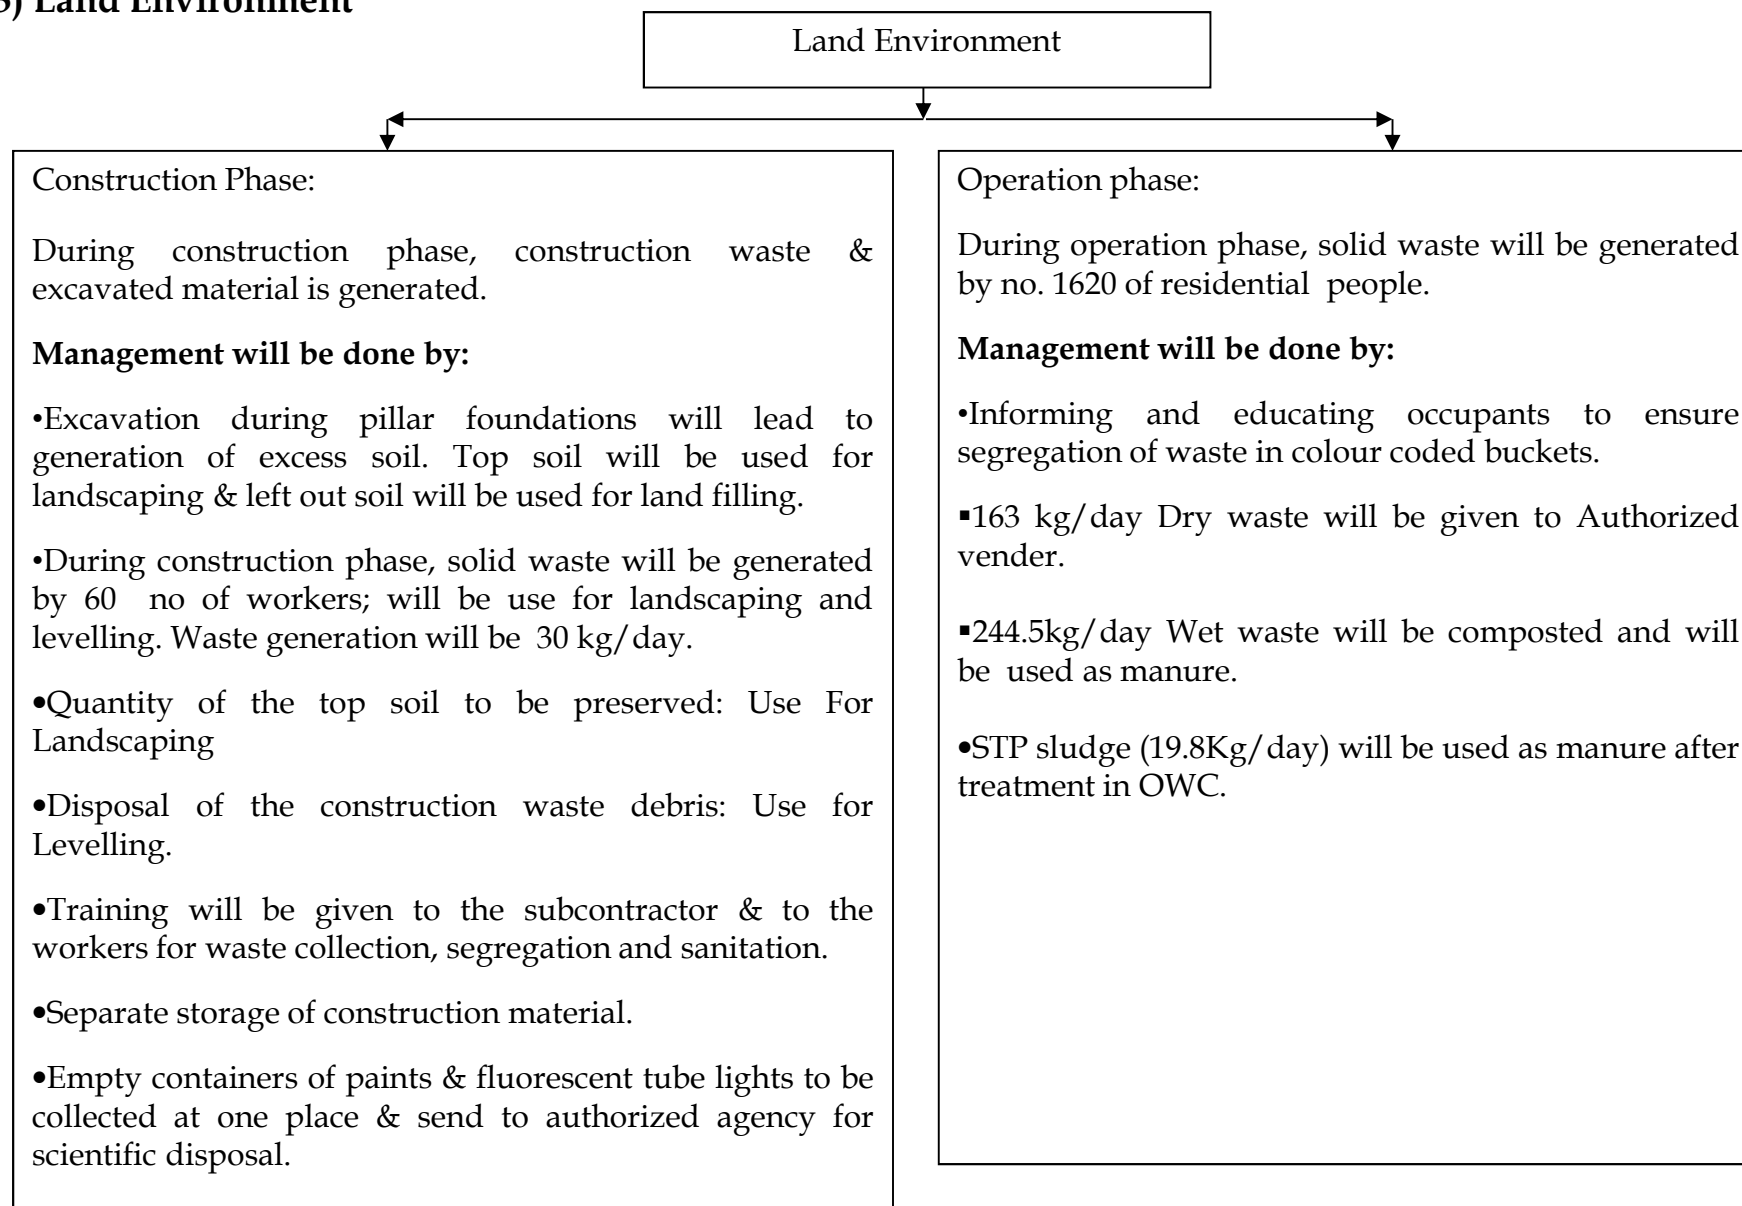 ) Land Environment
Land Environment
Construction Phase:
During construction phase, construction waste &
excavated material is generated.
Management will be done by:
•Excavation during pillar foundations will lead to
generation of excess soil. Top soil will be used for
landscaping & left out soil will be used for land filling.
•During construction phase, solid waste will be generated
by 60 no of workers; will be use for landscaping and
levelling. Waste generation will be 30 kg/day.
•Quantity of the top soil to be preserved: Use For
Landscaping
•Disposal of the construction waste debris: Use for
Levelling.
•Training will be given to the subcontractor & to the
workers for waste collection, segregation and sanitation.
•Separate storage of construction material.
•Empty containers of paints & fluorescent tube lights to be
collected at one place & send to authorized agency for
scientific disposal.
Operation phase:
During operation phase, solid waste will be generated
by no. 1620 of residential people.
Management will be done by:
•Informing and educating occupants to ensure
segregation of waste in colour coded buckets.
▪163 kg/day Dry waste will be given to Authorized
vender.
▪244.5kg/day Wet waste will be composted and will
be used as manure.
•STP sludge (19.8Kg/day) will be used as manure after
treatment in OWC.